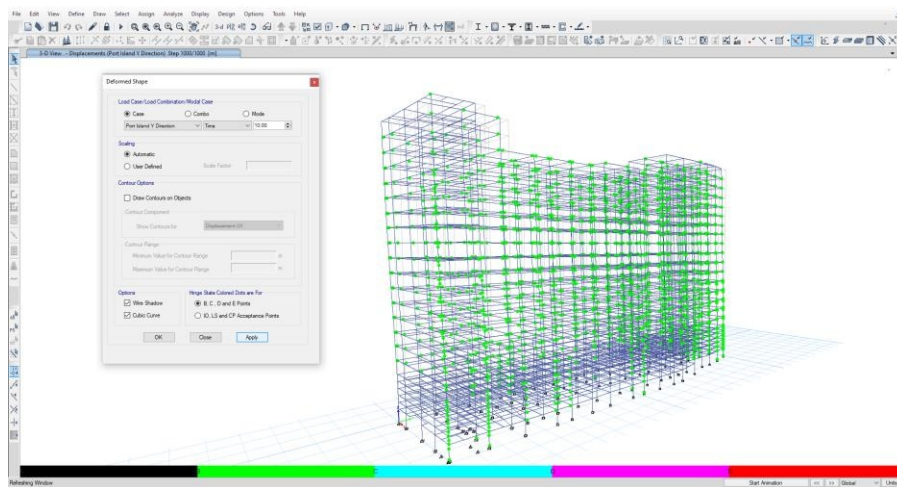 File Edit View Define Draw Select Assign Analyze Display Design Options Tools Help
3-D View - Displacements (Port Island Y Direction) Step 1000/1000 [m]
Deformed Shape
Load Case/Load Combination/Modal Case
Case Combo Mode
Port Island Y Direction Time 10.00
Scaling
Automatic
User Defined Scale Factor
Contour Options
Draw Contours on Objects
Contour Component
Show Contours for Displacement
Contour Range
Minimum Value for Contour Range m
Maximum Value for Contour Range m
Options Hinge State Colored Dots are For
Wire Shadow B, C, D and E Points
Cubic Curve IO, LS and CP Acceptance Points
OK Close Apply
Refreshing Window Start Animation << >> Global Units